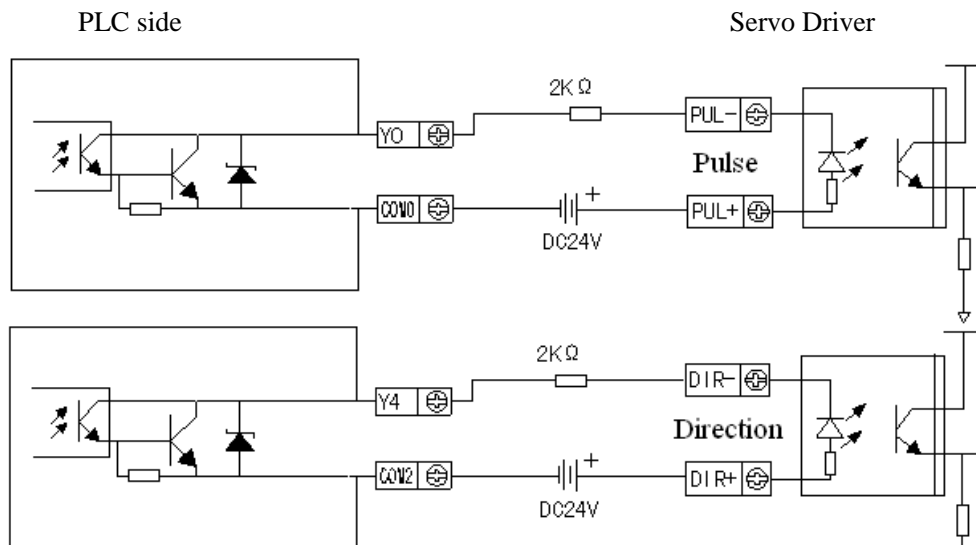 PLC side Servo Driver
2KΩ
Y0 PUL-
Pulse
COM0 PUL+
+
DC24V
2KΩ
Y4 DIR-
Direction
COM2 DIR+
+
DC24V